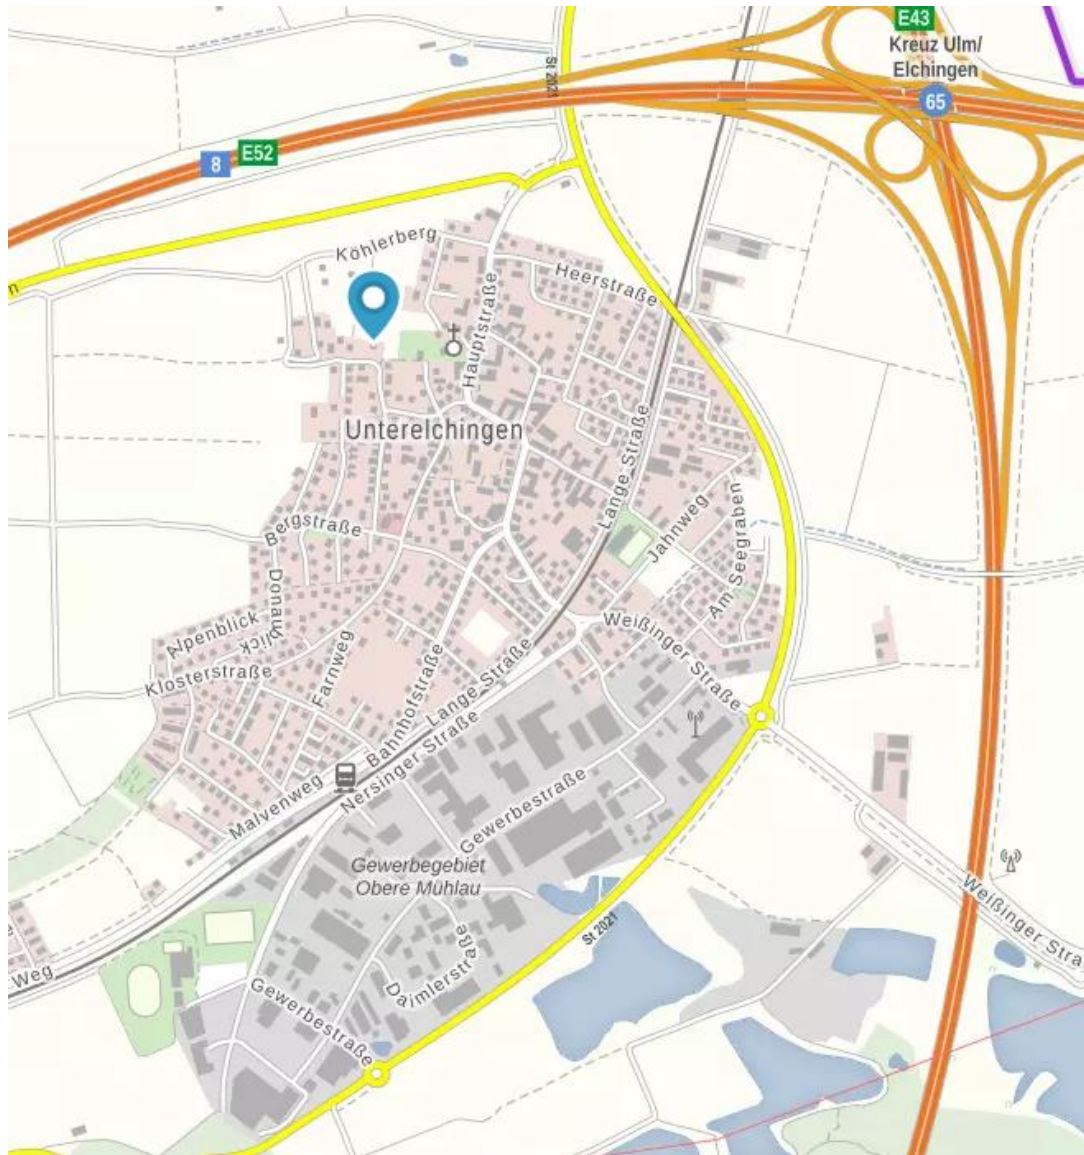 E43
Kreuz Ulm/
Elchingen
65
St 2021
E52
8
Köhlerberg
Heerstraße
n
Hauptstraße
Unterelchingen
Lange Straße
Jahnweg
Am Seegraben
Bergstraße
Donaublick
Alpenblick
Klosterstraße
Farnweg
Weißinger Straße
Bahnhofstraße
Lange Straße
Nersinger Straße
Malvenweg
Gewerbestraße
Gewerbegebiet
Obere Mühlau
Weißinger Stra
St 2021
Daimlerstraße
Weg
Gewerbestraße